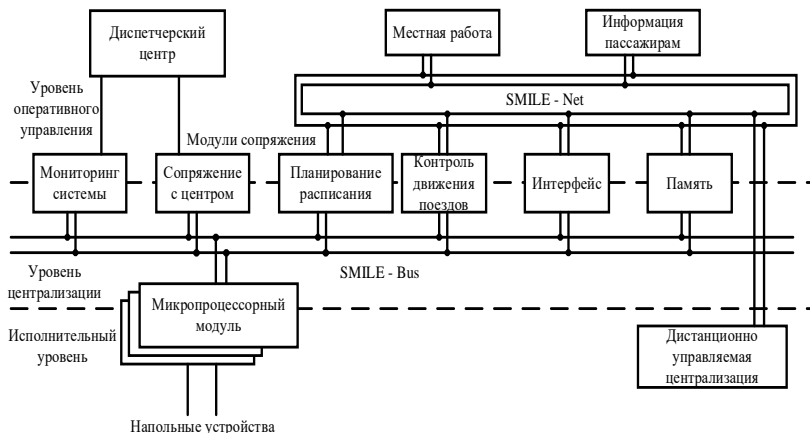 Диспетчерский
центр
Местная работа
Информация
пассажирам
Уровень
оперативного
управления
SMILE - Net
Модули сопряжения
Мониторинг
системы
Сопряжение
с центром
Планирование
расписания
Контроль
движения
поездов
Интерфейс
Память
SMILE - Bus
Уровень
централизации
Микропроцессорный
модуль
Исполнительный
уровень
Дистанционно
управляемая
централизация
Напольные устройства